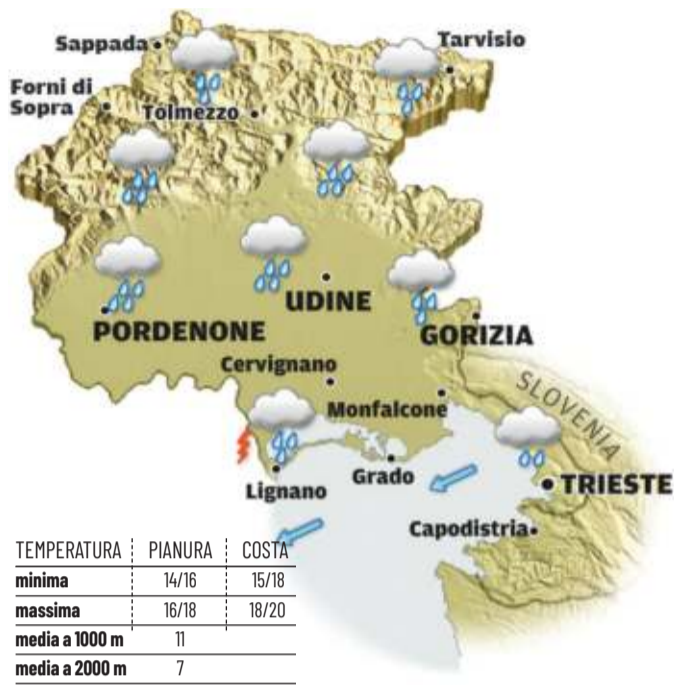 Sappada
Tarvisio
Forni di
Sopra
Tolmezzo
UDINE
PORDENONE
GORIZIA
Cervignano
SLOVENIA
Monfalcone
Grado
Lignano
TRIESTE
Capodistria
TEMPERATURA PIANURA COSTA
minima 14/16 15/18
massima 16/18 18/20
media a 1000 m 11
media a 2000 m 7